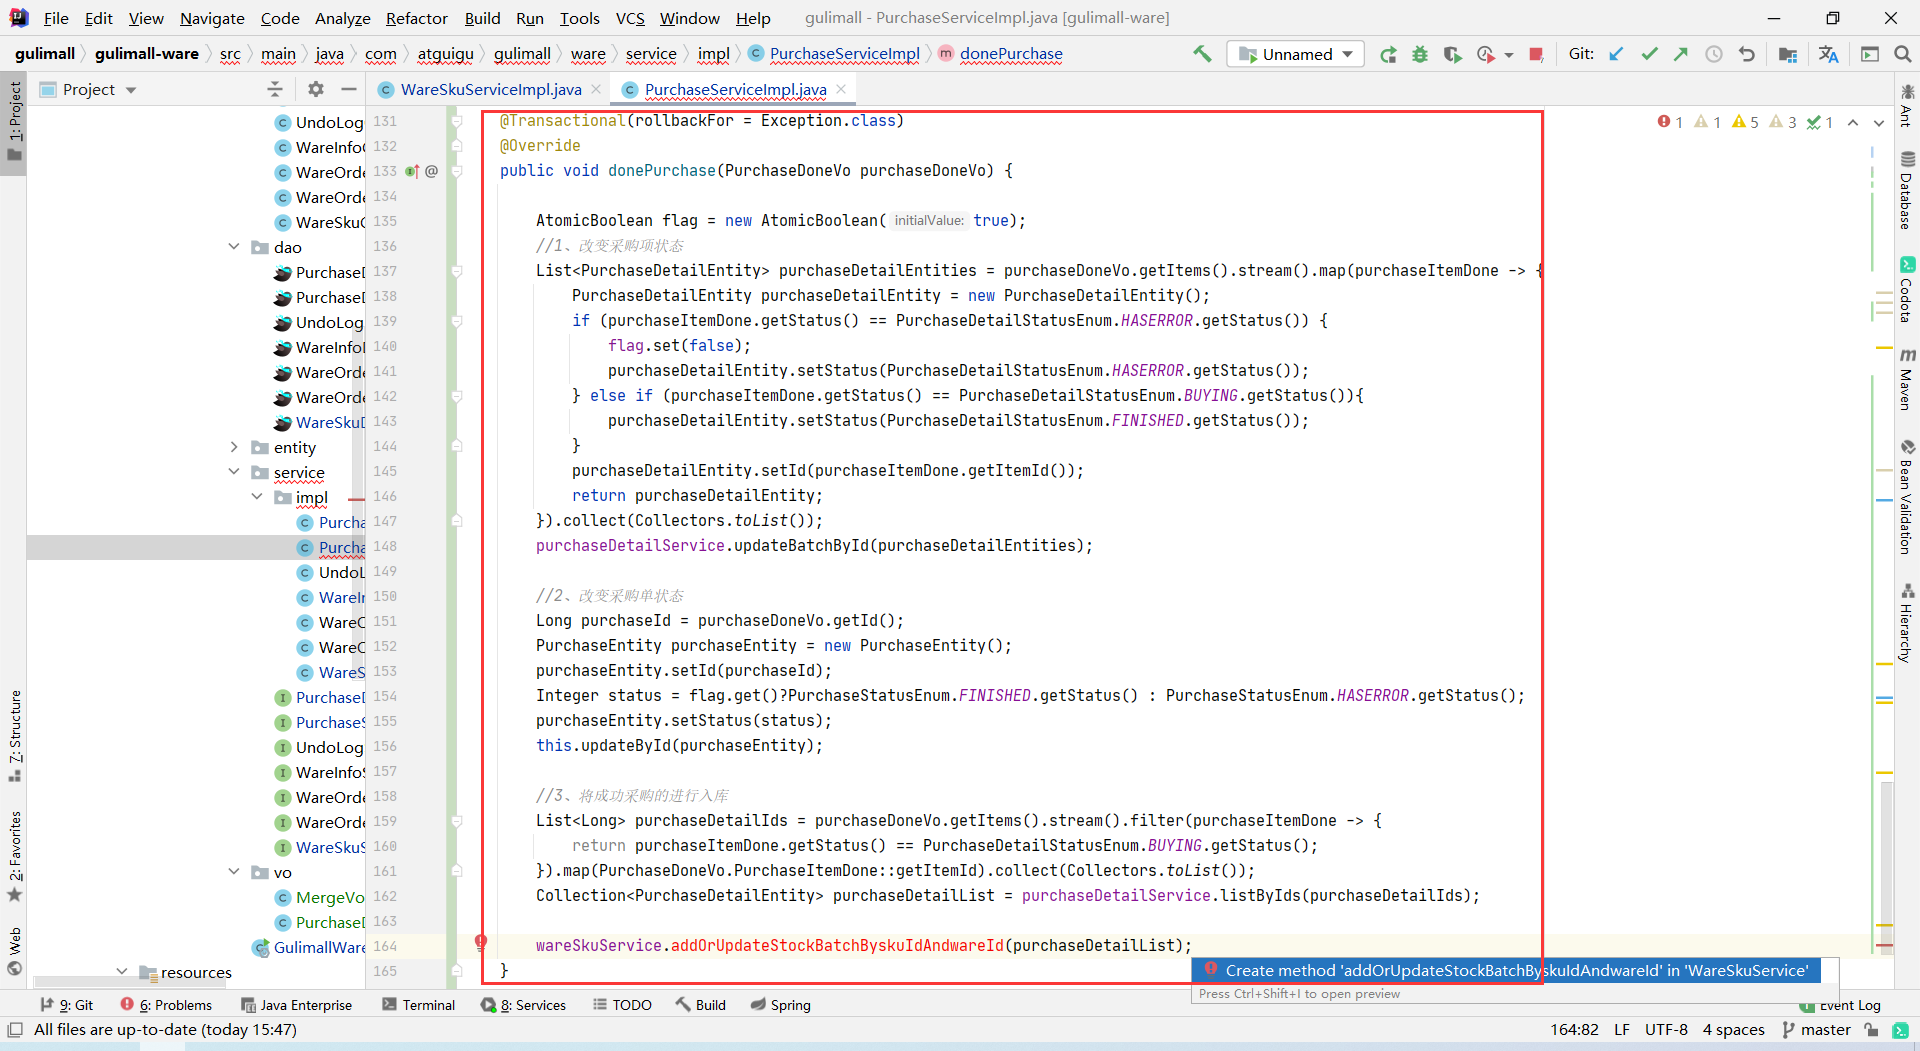 File Edit View Navigate Code Analyze Refactor Build Run Tools VCS Window Help gulimall - PurchaseServiceImpl.java [gulimall-ware]
gulimall gulimall-ware src main java com atguigu gulimall ware service impl PurchaseServiceImpl donePurchase Unnamed Git:
Project WareSkuServiceImpl.java PurchaseServiceImpl.java
1: Project
7: Structure
2: Favorites
Web
UndoLog
WareInfo
WareOrde
WareOrde
WareSku
dao
Purchase
Purchase
UndoLog
WareInfo
WareOrde
WareOrde
WareSku
entity
service
impl
Purcha
Purcha
UndoL
WareIn
WareC
WareC
WareS
Purchase
PurchaseS
UndoLog
WareInfoS
WareOrde
WareOrde
WareSkuS
vo
MergeVo
Purchase
GulimallWare
resources
131 @Transactional(rollbackFor = Exception.class)
132 @Override
133 @ public void donePurchase(PurchaseDoneVo purchaseDoneVo) {
134
135 AtomicBoolean flag = new AtomicBoolean( initialValue: true);
136 //1、改变采购项状态
137 List<PurchaseDetailEntity> purchaseDetailEntities = purchaseDoneVo.getItems().stream().map(purchaseItemDone -> {
138 PurchaseDetailEntity purchaseDetailEntity = new PurchaseDetailEntity();
139 if (purchaseItemDone.getStatus() == PurchaseDetailStatusEnum.HASERROR.getStatus()) {
140 flag.set(false);
141 purchaseDetailEntity.setStatus(PurchaseDetailStatusEnum.HASERROR.getStatus());
142 } else if (purchaseItemDone.getStatus() == PurchaseDetailStatusEnum.BUYING.getStatus()){
143 purchaseDetailEntity.setStatus(PurchaseDetailStatusEnum.FINISHED.getStatus());
144 }
145 purchaseDetailEntity.setId(purchaseItemDone.getItemId());
146 return purchaseDetailEntity;
147 }).collect(Collectors.toList());
148 purchaseDetailService.updateBatchById(purchaseDetailEntities);
149
150 //2、改变采购单状态
151 Long purchaseId = purchaseDoneVo.getId();
152 PurchaseEntity purchaseEntity = new PurchaseEntity();
153 purchaseEntity.setId(purchaseId);
154 Integer status = flag.get()?PurchaseStatusEnum.FINISHED.getStatus() : PurchaseStatusEnum.HASERROR.getStatus();
155 purchaseEntity.setStatus(status);
156 this.updateById(purchaseEntity);
157
158 //3、将成功采购的进行入库
159 List<Long> purchaseDetailIds = purchaseDoneVo.getItems().stream().filter(purchaseItemDone -> {
160 return purchaseItemDone.getStatus() == PurchaseDetailStatusEnum.BUYING.getStatus();
161 }).map(PurchaseDoneVo.PurchaseItemDone::getItemId).collect(Collectors.toList());
162 Collection<PurchaseDetailEntity> purchaseDetailList = purchaseDetailService.listByIds(purchaseDetailIds);
163
164 wareSkuService.addOrUpdateStockBatchByskuIdAndwareId(purchaseDetailList);
165 }
1 1 5 3 1
Create method 'addOrUpdateStockBatchByskuIdAndwareId' in 'WareSkuService'
Press Ctrl+Shift+I to open preview
Ant
Database
Codota
Maven
Bean Validation
Hierarchy
9: Git 6: Problems Java Enterprise Terminal 8: Services TODO Build Spring Event Log
All files are up-to-date (today 15:47) 164:82 LF UTF-8 4 spaces master